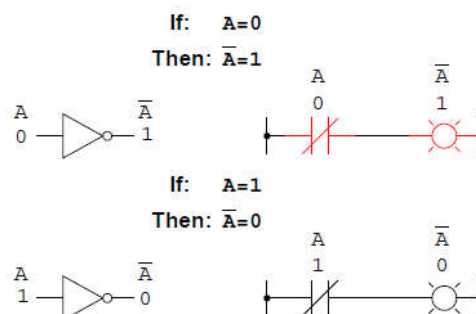 If: A=0
Then: A̅=1
A A̅
0 1
A A̅
0 1
If: A=1
Then: A̅=0
A A̅
1 0
A A̅
1 0